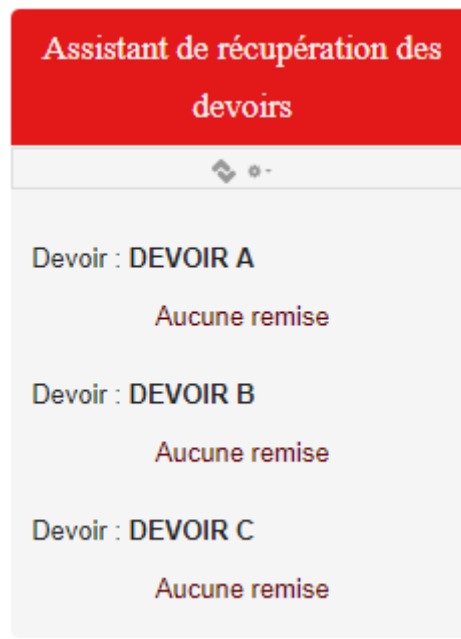 Assistant de récupération des
devoirs
Devoir : DEVOIR A
Aucune remise
Devoir : DEVOIR B
Aucune remise
Devoir : DEVOIR C
Aucune remise